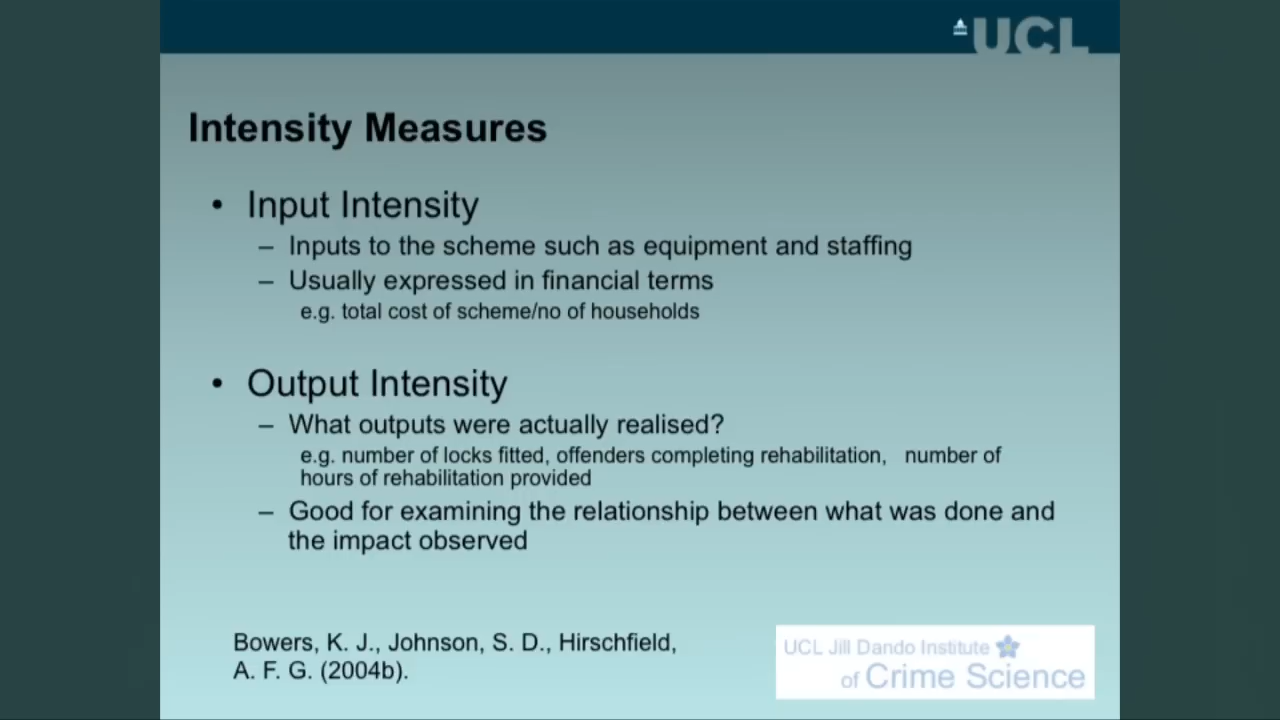 UCL
Intensity Measures
• Input Intensity
– Inputs to the scheme such as equipment and staffing
– Usually expressed in financial terms
e.g. total cost of scheme/no of households
• Output Intensity
– What outputs were actually realised?
e.g. number of locks fitted, offenders completing rehabilitation, number of
hours of rehabilitation provided
– Good for examining the relationship between what was done and
the impact observed
Bowers, K. J., Johnson, S. D., Hirschfield,
A. F. G. (2004b).
UCL Jill Dando Institute
of Crime Science